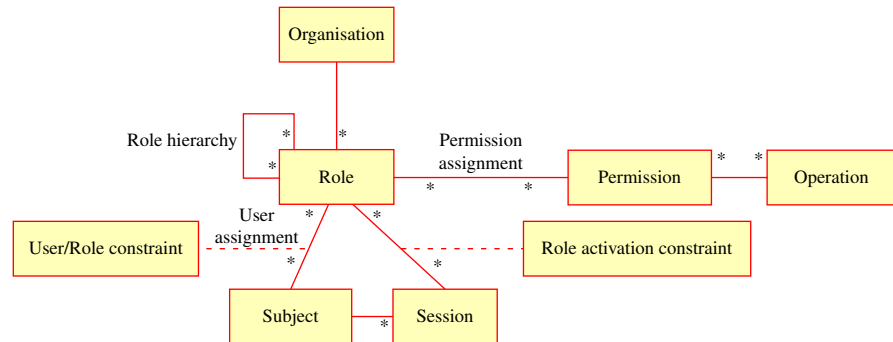 Organisation
*
Role hierarchy
*
*
Permission
assignment
Role
*
*
Permission
*
*
Operation
User
assignment
*
*
User/Role constraint
*
*
Role activation constraint
Subject
*
Session